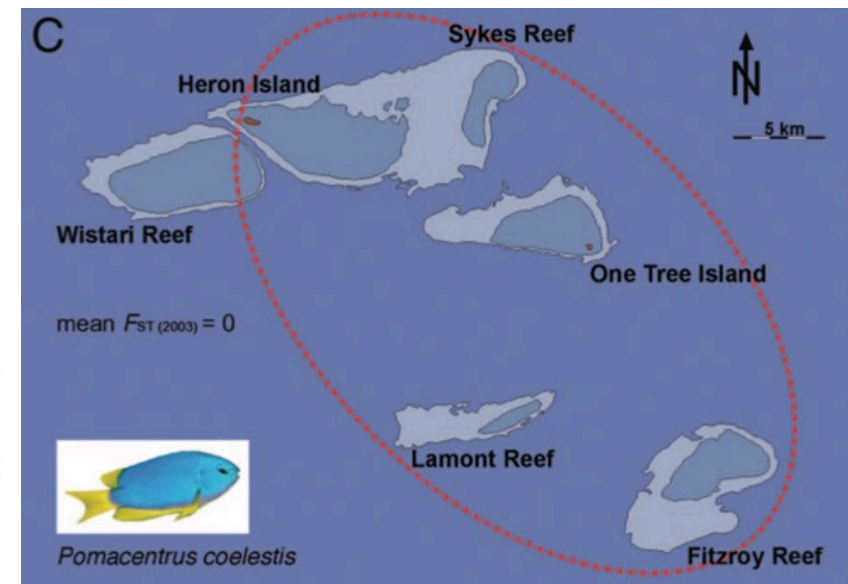 C
Sykes Reef
Heron Island
N
5 km
Wistari Reef
One Tree Island
mean FST (2003) = 0
Lamont Reef
Pomacentrus coelestis
Fitzroy Reef